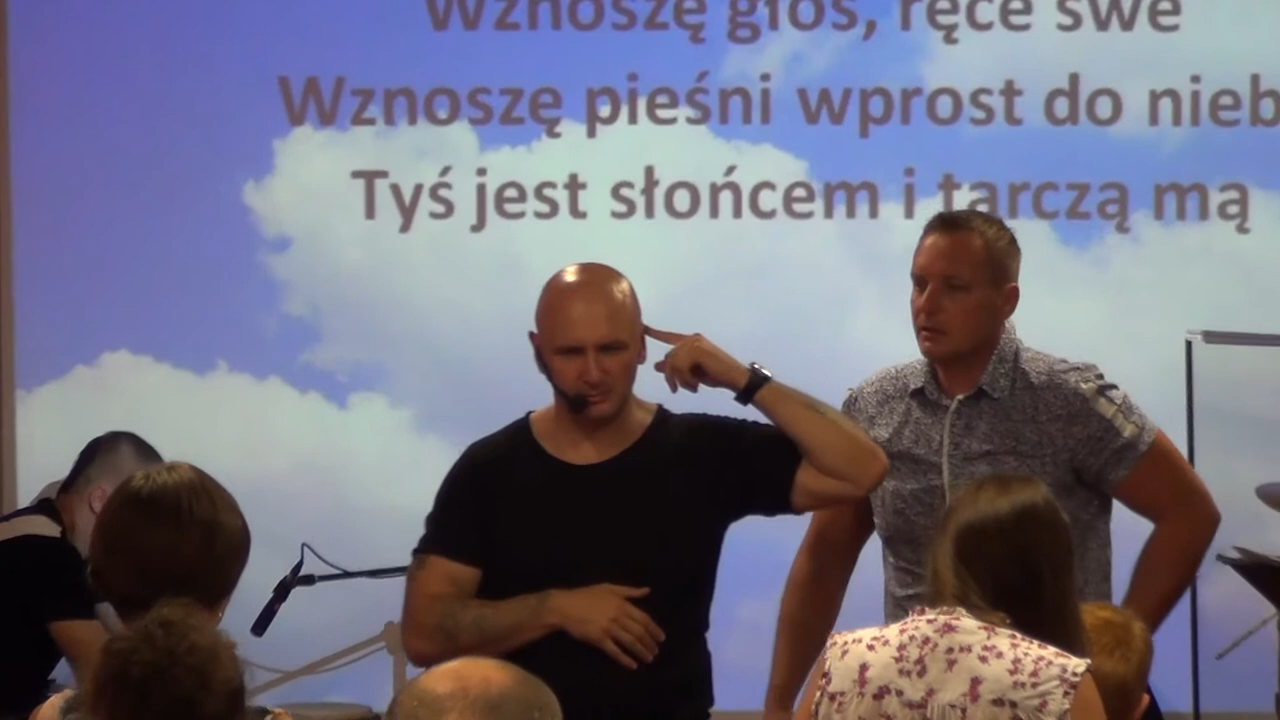 Wznoszę głos, ręce swe
Wznoszę pieśni wprost do nieb
Tyś jest słońcem i tarczą mą